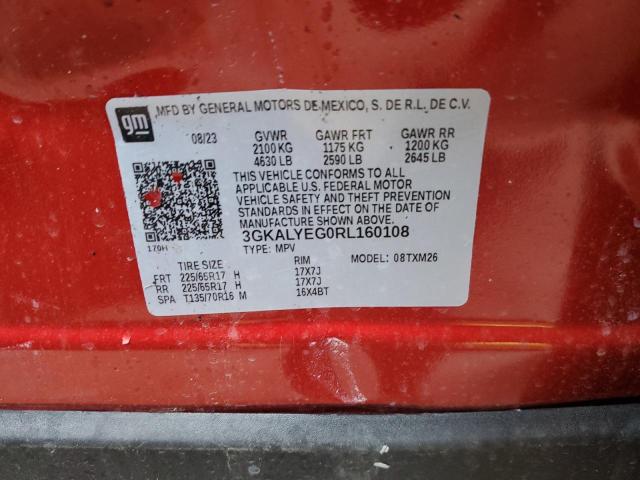 gm MFD BY GENERAL MOTORS DE MEXICO, S. DE R.L. DE C.V.
08/23 GVWR GAWR FRT GAWR RR
2100 KG 1175 KG 1200 KG
4630 LB 2590 LB 2645 LB
THIS VEHICLE CONFORMS TO ALL
APPLICABLE U.S. FEDERAL MOTOR
VEHICLE SAFETY AND THEFT PREVENTION
STANDARDS IN EFFECT ON THE DATE OF
MANUFACTURE SHOWN ABOVE.
3GKALYEG0RL160108
179H TYPE: MPV MODEL: 08TXM26
TIRE SIZE RIM
FRT 225/65R17 H 17X7J
RR 225/65R17 H 17X7J
SPA T135/70R16 M 16X4BT